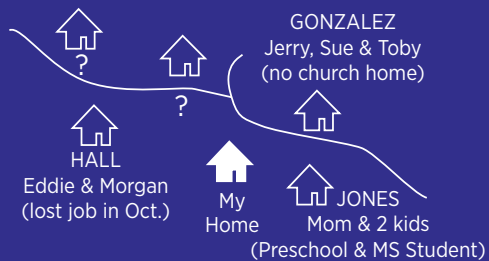 GONZALEZ
Jerry, Sue & Toby
(no church home)
?
?
HALL
Eddie & Morgan
(lost job in Oct.)
My
Home
JONES
Mom & 2 kids
(Preschool & MS Student)